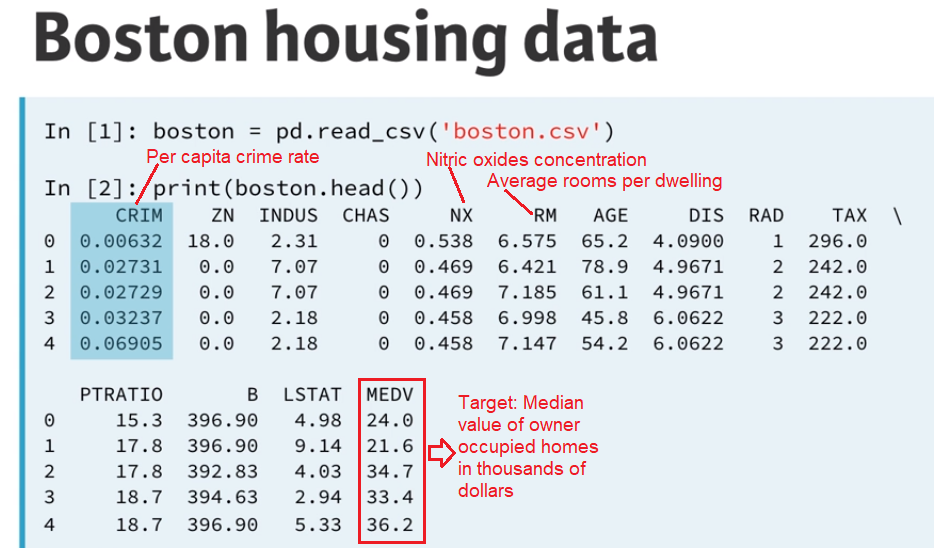 Boston housing data
In [1]: boston = pd.read_csv('boston.csv')
Per capita crime rate
Nitric oxides concentration
Average rooms per dwelling
In [2]: print(boston.head())
CRIM ZN INDUS CHAS NX RM AGE DIS RAD TAX \
0 0.00632 18.0 2.31 0 0.538 6.575 65.2 4.0900 1 296.0
1 0.02731 0.0 7.07 0 0.469 6.421 78.9 4.9671 2 242.0
2 0.02729 0.0 7.07 0 0.469 7.185 61.1 4.9671 2 242.0
3 0.03237 0.0 2.18 0 0.458 6.998 45.8 6.0622 3 222.0
4 0.06905 0.0 2.18 0 0.458 7.147 54.2 6.0622 3 222.0
PTRATIO B LSTAT MEDV
0 15.3 396.90 4.98 24.0
1 17.8 396.90 9.14 21.6
2 17.8 392.83 4.03 34.7
3 18.7 394.63 2.94 33.4
4 18.7 396.90 5.33 36.2
Target: Median
value of owner
occupied homes
in thousands of
dollars